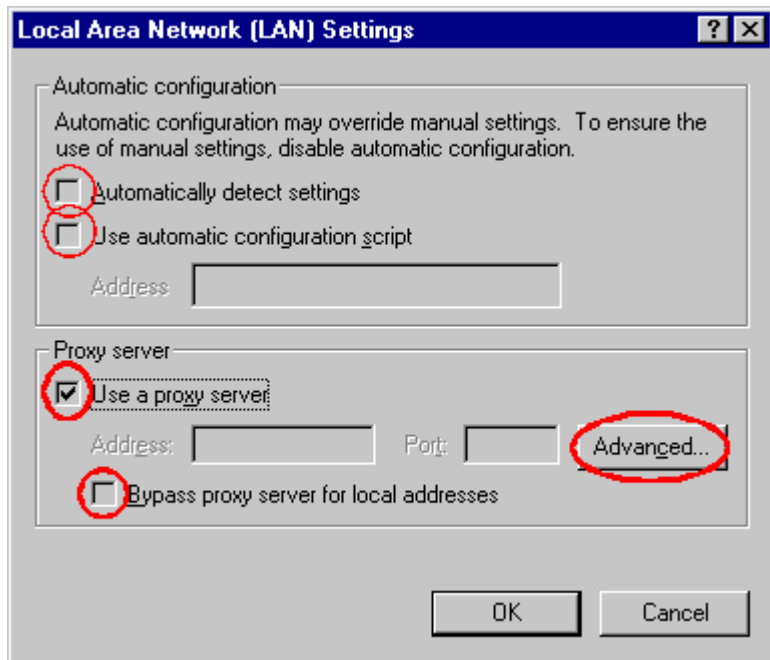 Local Area Network (LAN) Settings
Automatic configuration
Automatic configuration may override manual settings. To ensure the
use of manual settings, disable automatic configuration.
Automatically detect settings
Use automatic configuration script
Address
Proxy server
Use a proxy server
Address: Port: Advanced...
Bypass proxy server for local addresses
OK Cancel